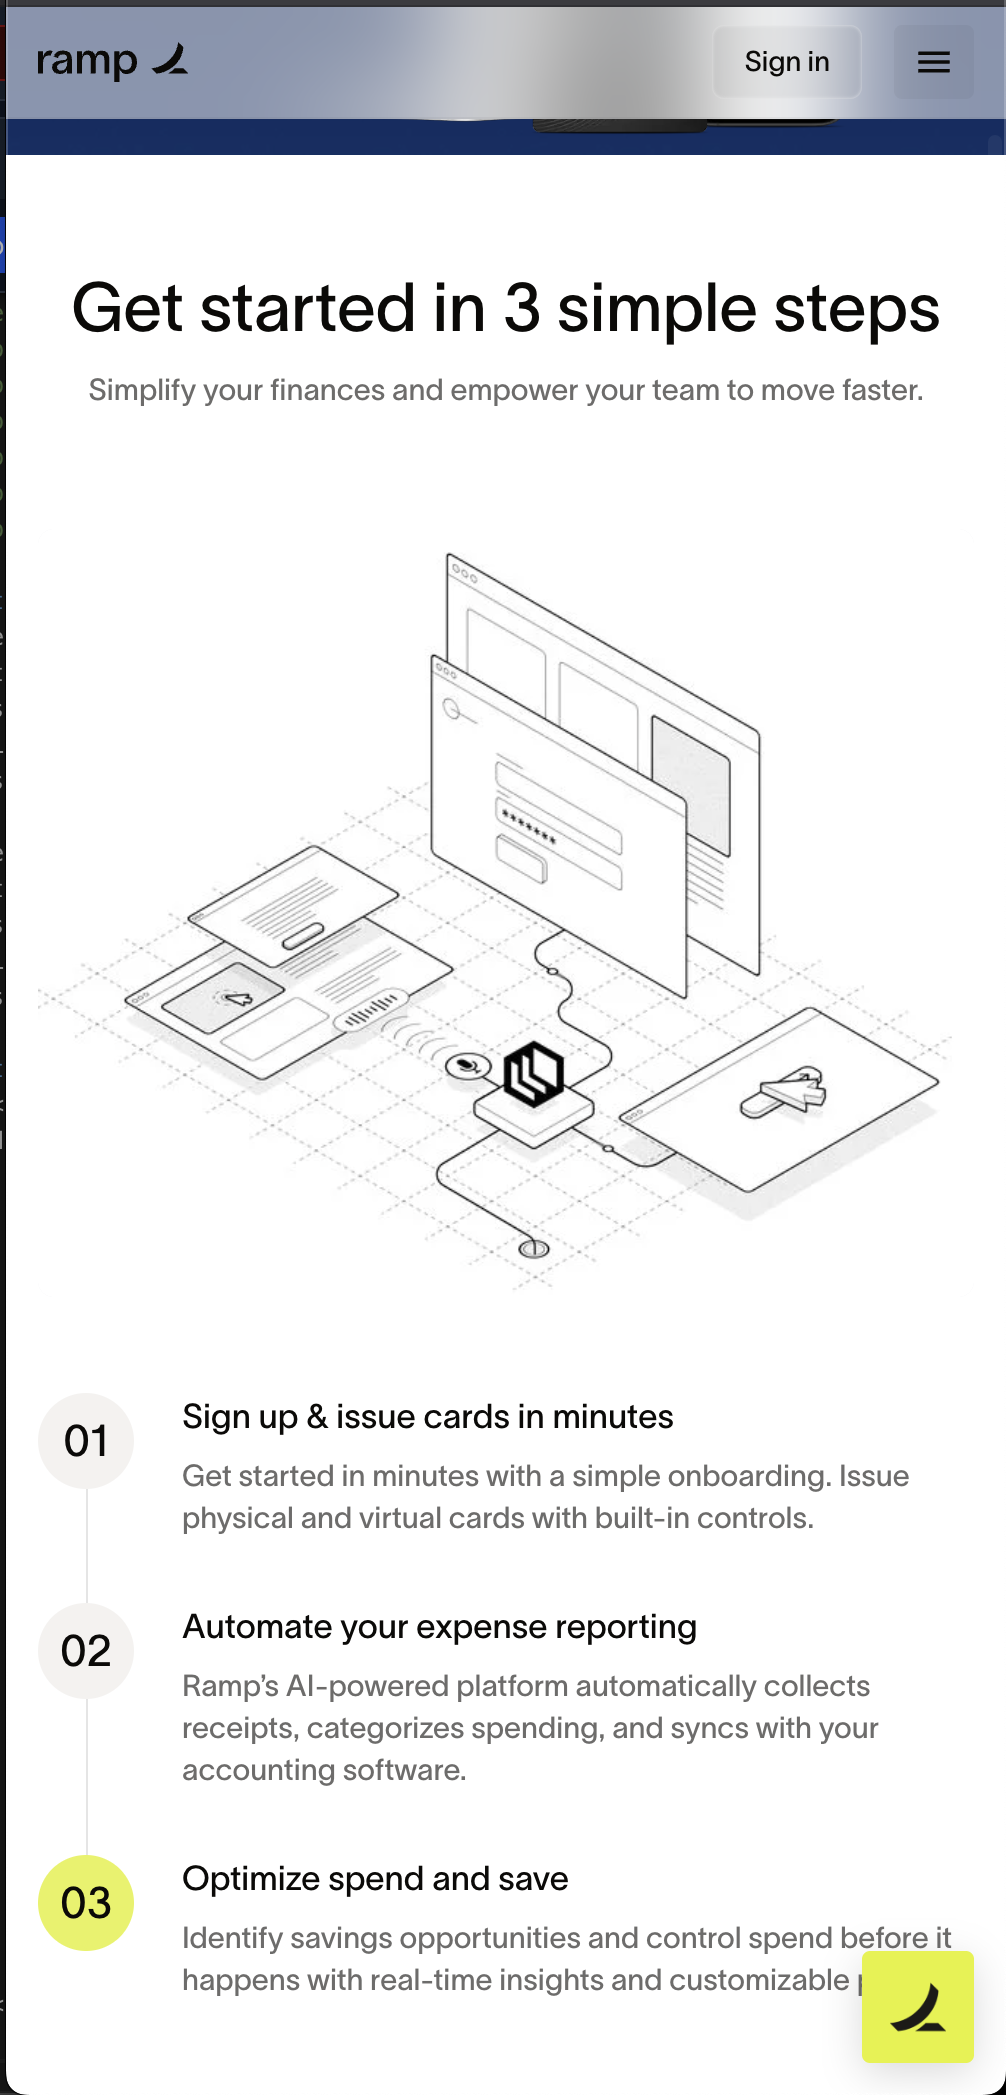 ramp
Sign in
Get started in 3 simple steps
Simplify your finances and empower your team to move faster.
*******
01
Sign up & issue cards in minutes
Get started in minutes with a simple onboarding. Issue
physical and virtual cards with built-in controls.
02
Automate your expense reporting
Ramp’s AI-powered platform automatically collects
receipts, categorizes spending, and syncs with your
accounting software.
03
Optimize spend and save
Identify savings opportunities and control spend before it
happens with real-time insights and customizable